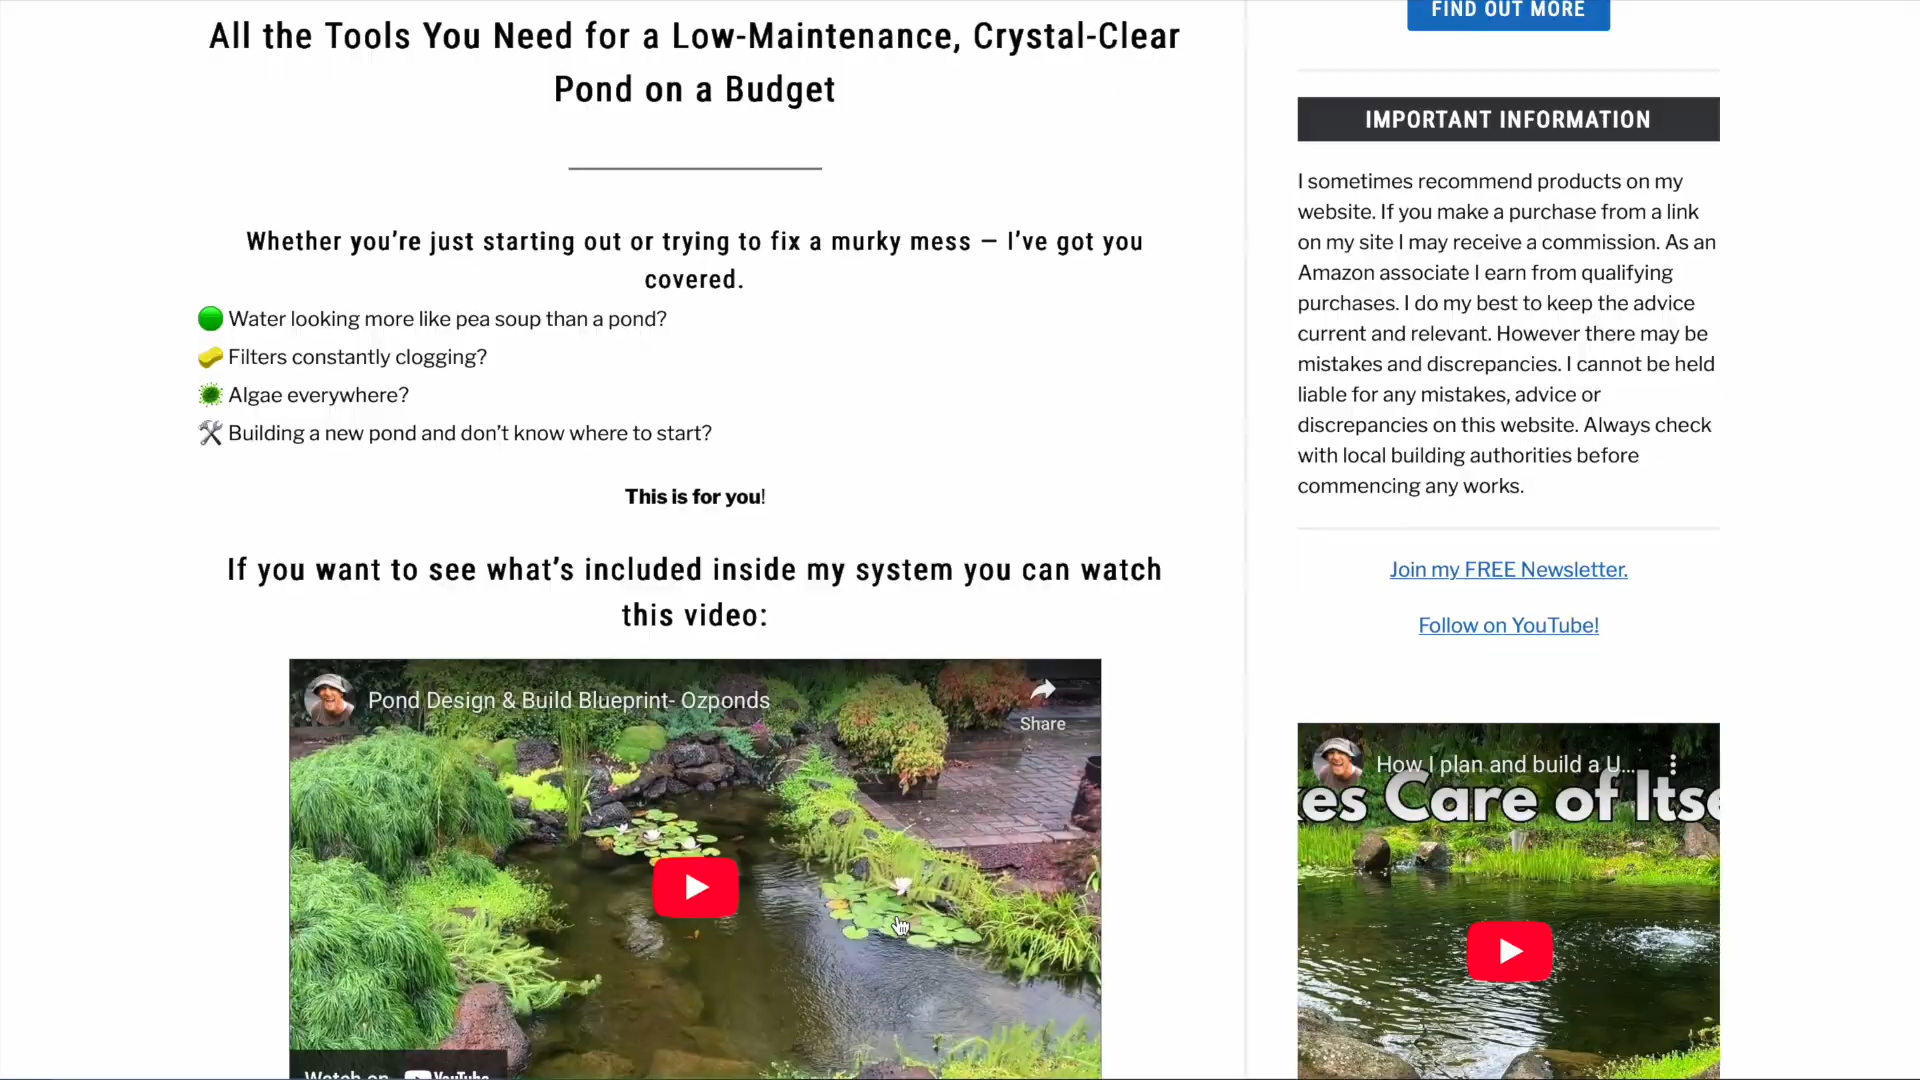 All the Tools You Need for a Low-Maintenance, Crystal-Clear
Pond on a Budget
Whether you’re just starting out or trying to fix a murky mess — I’ve got you
covered.
Water looking more like pea soup than a pond?
Filters constantly clogging?
Algae everywhere?
Building a new pond and don’t know where to start?
This is for you!
If you want to see what’s included inside my system you can watch
this video:
Pond Design & Build Blueprint- Ozponds
Share
Watch on YouTube
FIND OUT MORE
IMPORTANT INFORMATION
I sometimes recommend products on my
website. If you make a purchase from a link
on my site I may receive a commission. As an
Amazon associate I earn from qualifying
purchases. I do my best to keep the advice
current and relevant. However there may be
mistakes and discrepancies. I cannot be held
liable for any mistakes, advice or
discrepancies on this website. Always check
with local building authorities before
commencing any works.
Join my FREE Newsletter.
Follow on YouTube!
How I plan and build a U...
es Care of Itse